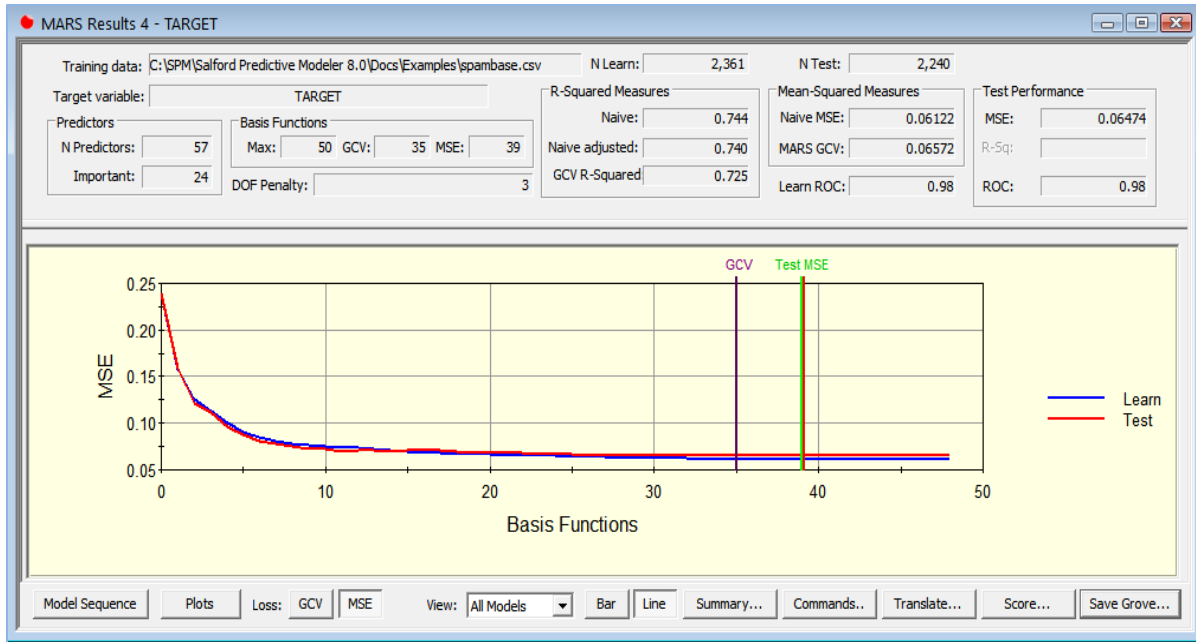 MARS Results 4 - TARGET
Training data: C:\SPM\Salford Predictive Modeler 8.0\Docs\Examples\spambase.csv N Learn: 2,361 N Test: 2,240
Target variable: TARGET
Predictors
N Predictors: 57
Important: 24
Basis Functions
Max: 50 GCV: 35 MSE: 39
DOF Penalty: 3
R-Squared Measures
Naive: 0.744
Naive adjusted: 0.740
GCV R-Squared 0.725
Mean-Squared Measures
Naive MSE: 0.06122
MARS GCV: 0.06572
Learn ROC: 0.98
Test Performance
MSE: 0.06474
R-Sq:
ROC: 0.98
GCV Test MSE
0.25
0.20
0.15
0.10
0.05
MSE
0 10 20 30 40 50
Basis Functions
Learn
Test
Model Sequence Plots Loss: GCV MSE View: All Models Bar Line Summary... Commands.. Translate... Score... Save Grove...